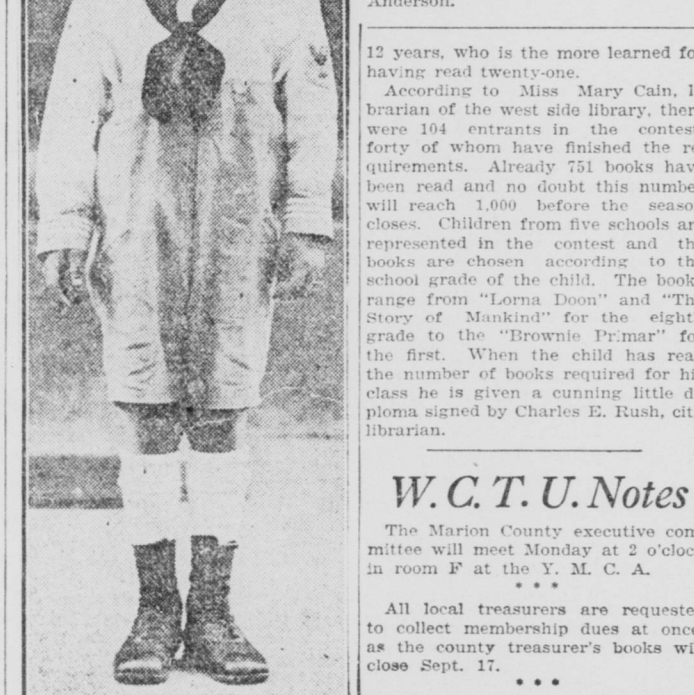 Anderson.
12 years, who is the more learned fo
having read twenty-one.
According to Miss Mary Cain, l
brarian of the west side library, ther
were 104 entrants in the contes
forty of whom have finished the re
quirements. Already 751 books hav
been read and no doubt this numbe
will reach 1,000 before the seaso
closes. Children from five schools ar
represented in the contest and th
books are chosen according to th
school grade of the child. The book
range from "Lorna Doon" and "Th
Story of Mankind" for the eight
grade to the "Brownie Primar" fo
the first. When the child has rea
the number of books required for hi
class he is given a cunning little d
ploma signed by Charles E. Rush, cit
librarian.
W. C. T. U. Notes
The Marion County executive com
mittee will meet Monday at 2 o'cloc
in room F at the Y. M. C. A.
* * *
All local treasurers are requeste
to collect membership dues at once
as the county treasurer's books wi
close Sept. 17.
* * *